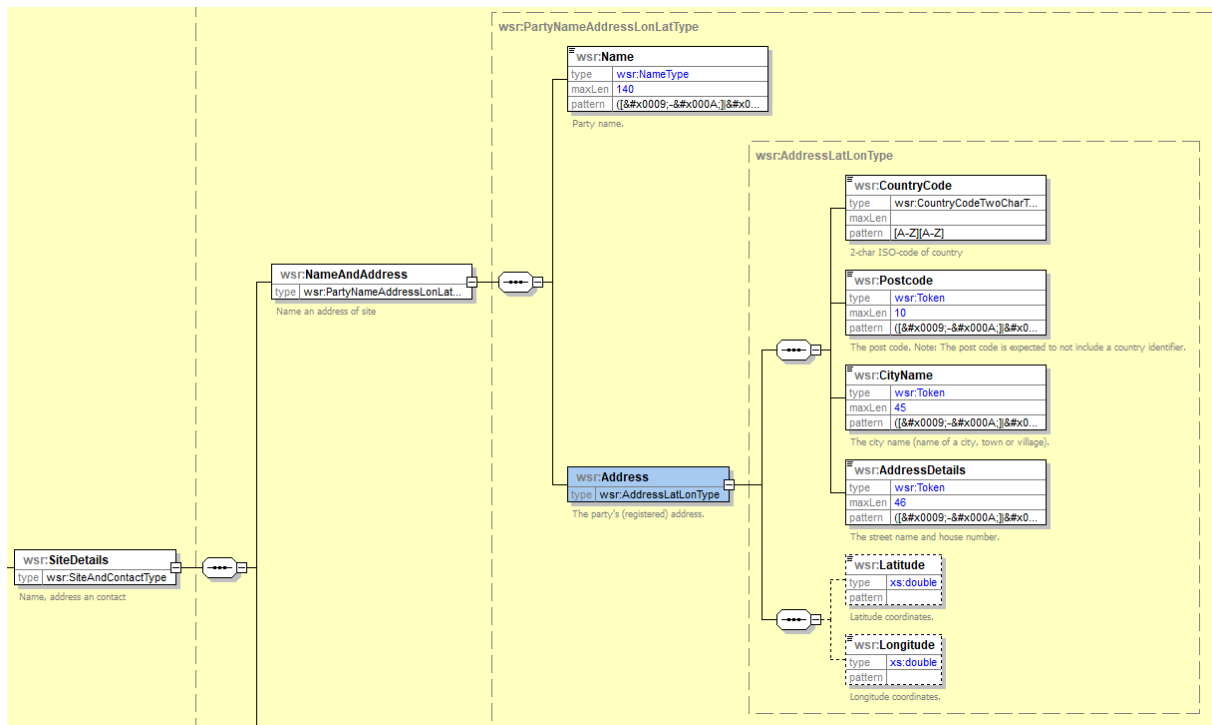 wsr:PartyNameAddressLonLatType
wsr:Name
type wsr:NameType
maxLen 140
pattern ([&#x0009;-&#x000A;]|&#x0...
Party name.
wsr:AddressLatLonType
wsr:CountryCode
type wsr:CountryCodeTwoCharT...
maxLen
pattern [A-Z][A-Z]
2-char ISO-code of country
wsr:NameAndAddress
type wsr:PartyNameAddressLonLat...
Name an address of site
wsr:Postcode
type wsr:Token
maxLen 10
pattern ([&#x0009;-&#x000A;]|&#x0...
The post code. Note: The post code is expected to not include a country identifier.
wsr:CityName
type wsr:Token
maxLen 45
pattern ([&#x0009;-&#x000A;]|&#x0...
The city name (name of a city, town or village).
wsr:Address
type wsr:AddressLatLonType
The party's (registered) address.
wsr:AddressDetails
type wsr:Token
maxLen 46
pattern ([&#x0009;-&#x000A;]|&#x0...
The street name and house number.
wsr:SiteDetails
type wsr:SiteAndContactType
Name, address an contact
wsr:Latitude
type xs:double
pattern
Latitude coordinates.
wsr:Longitude
type xs:double
pattern
Longitude coordinates.